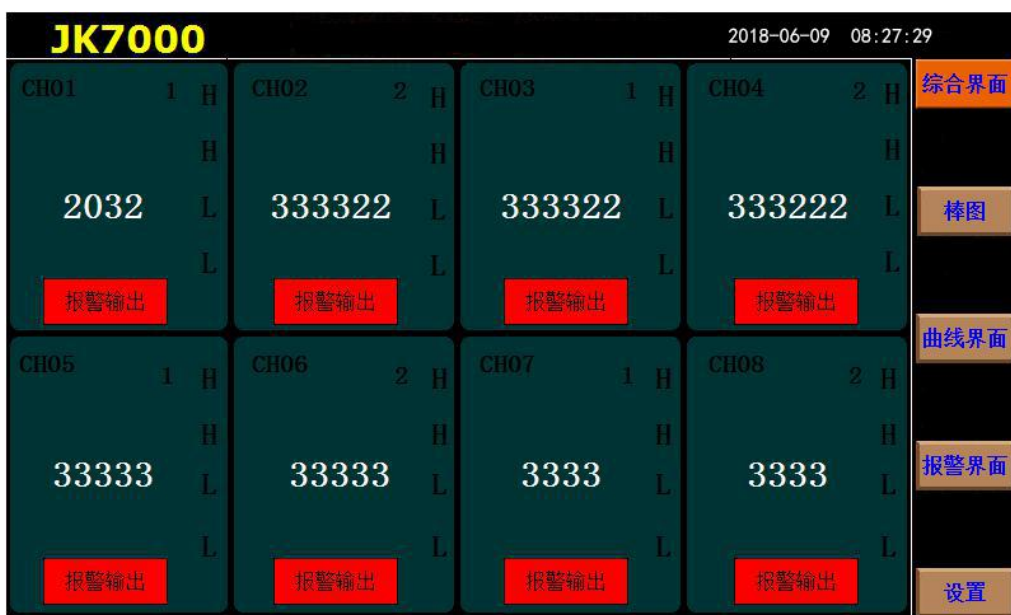 JK7000
2018-06-09 08:27:29
CH01 1 H CH02 2 H CH03 1 H CH04 2 H 综合界面
H H H H
2032 L 333322 L 333322 L 333222 L 棒图
L L L L
报警输出 报警输出 报警输出 报警输出
曲线界面
CH05 1 H CH06 2 H CH07 1 H CH08 2 H
H H H H
报警界面
33333 L 33333 L 3333 L 3333 L
L L L L
报警输出 报警输出 报警输出 报警输出 设置